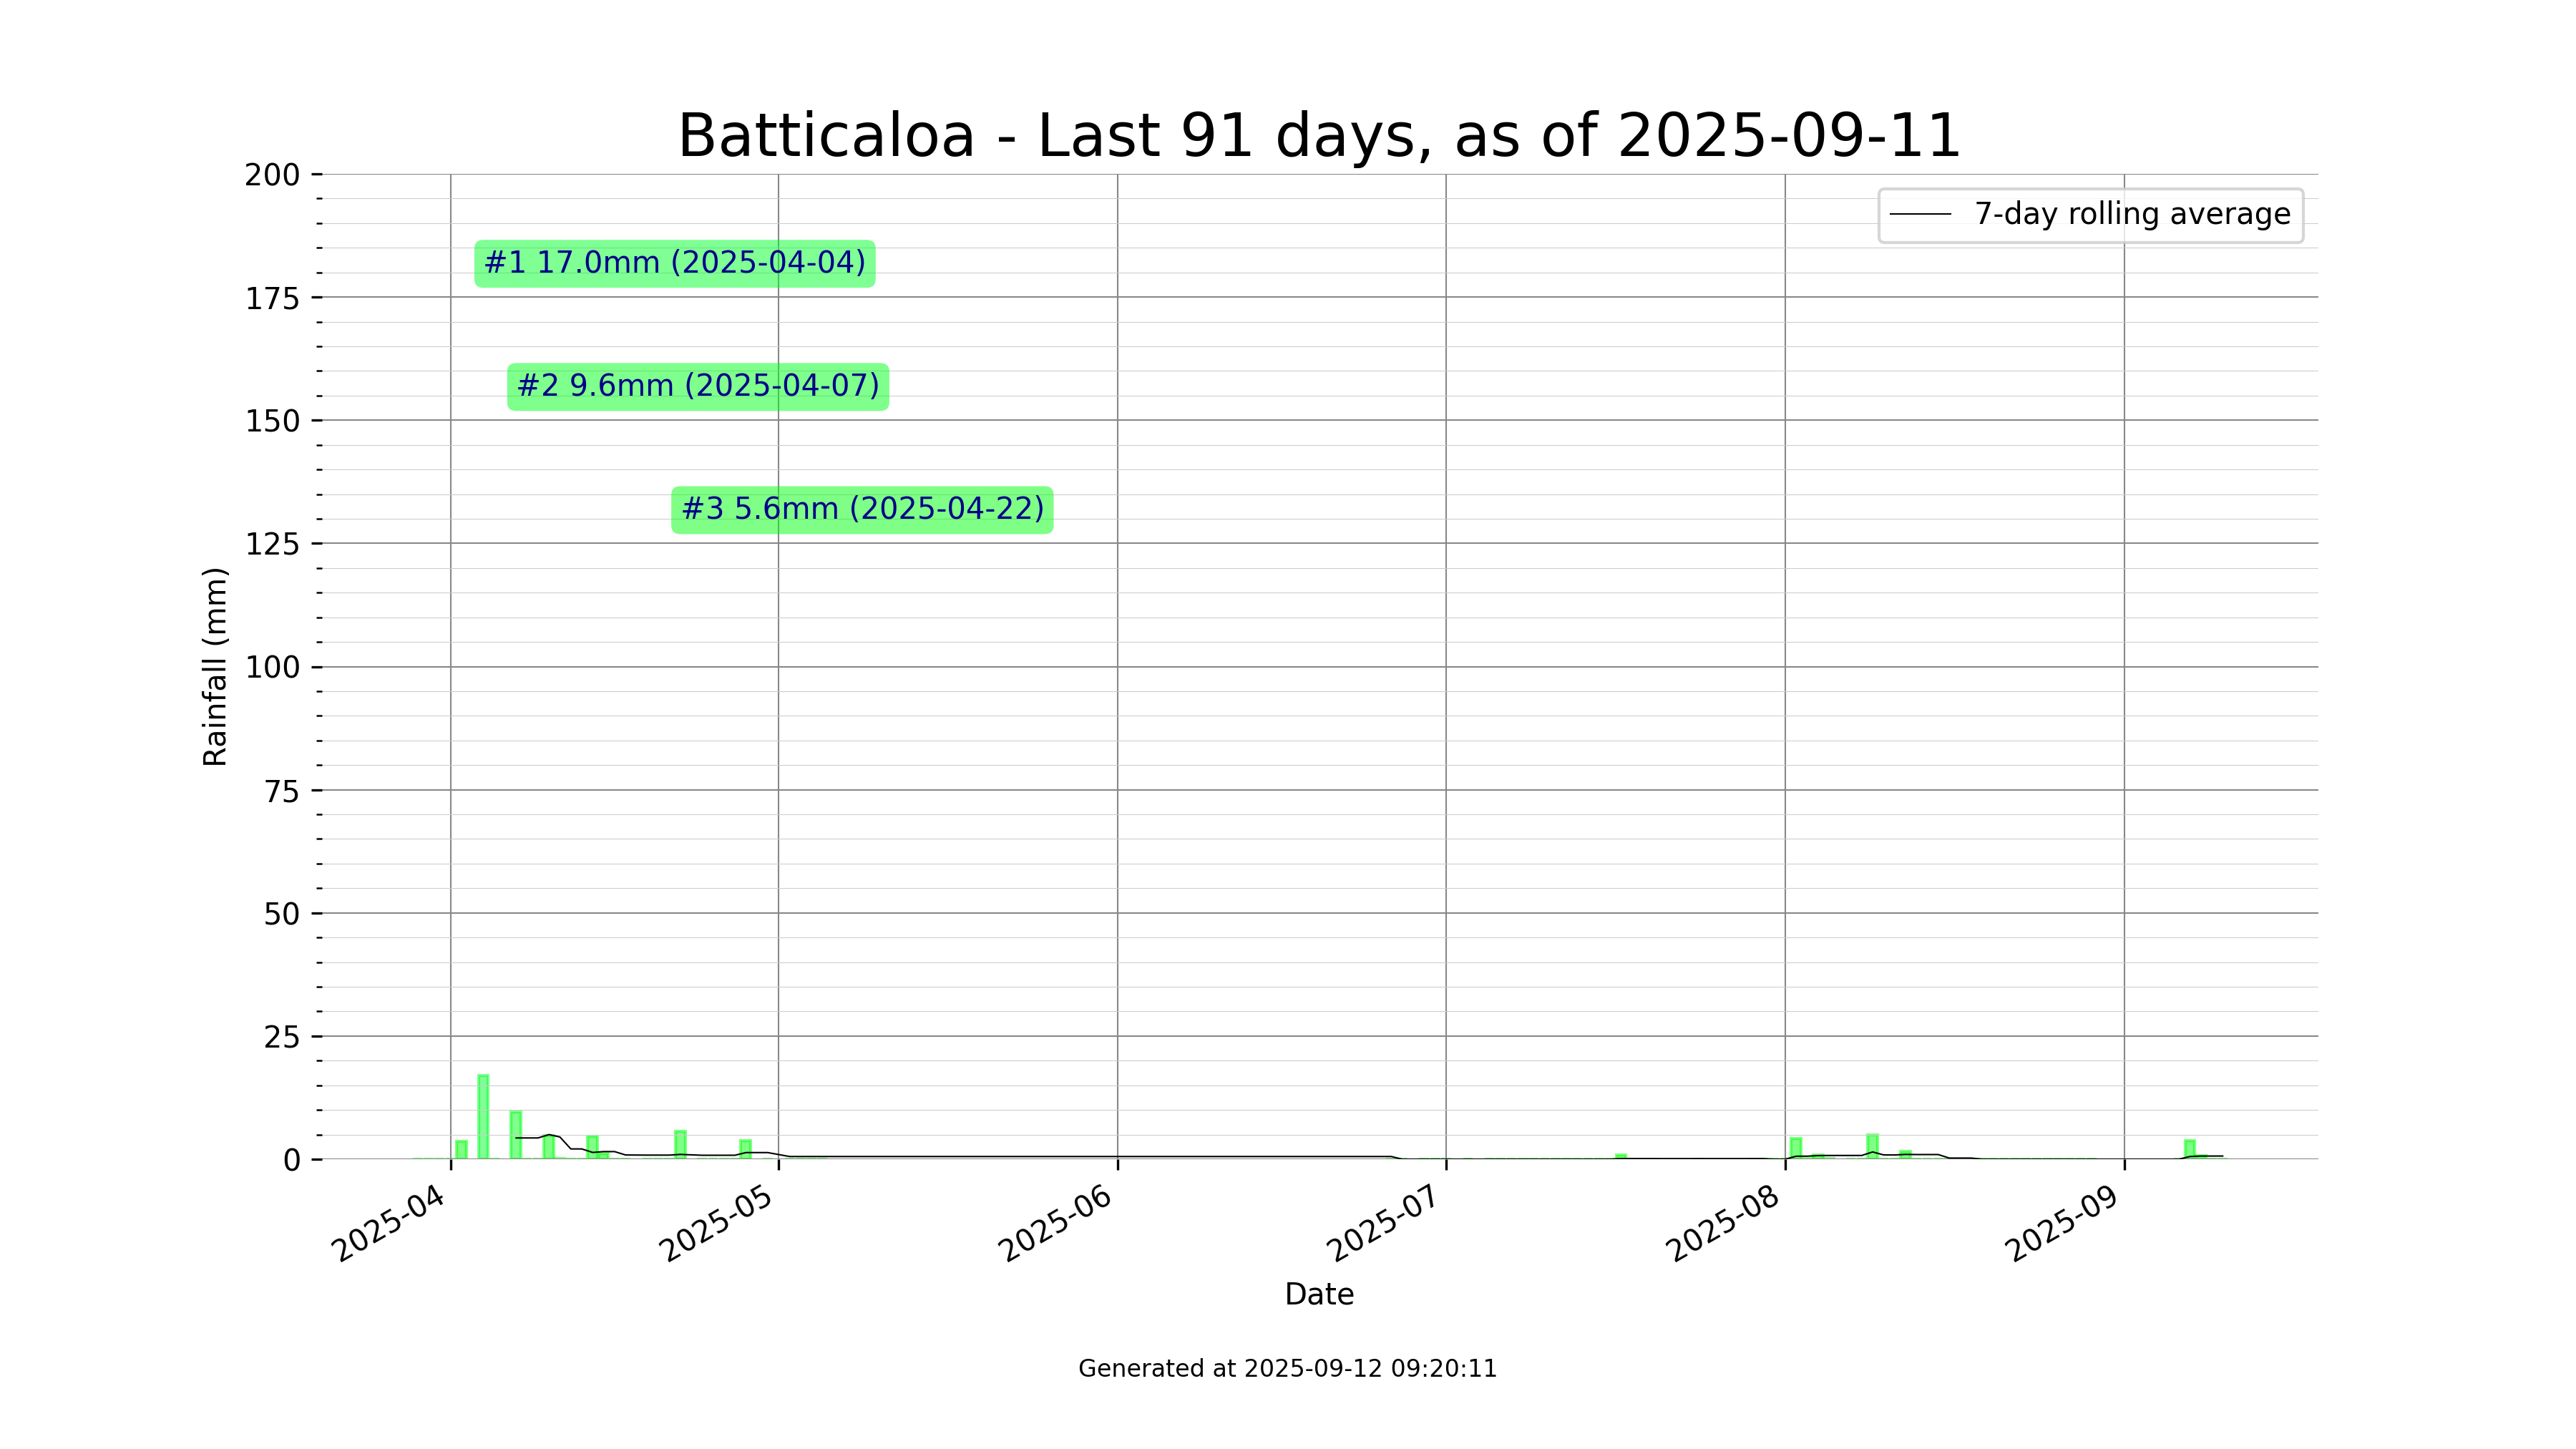 Batticaloa - Last 91 days, as of 2025-09-11
200
175
150
125
100
75
50
25
0
Rainfall (mm)
7-day rolling average
#1 17.0mm (2025-04-04)
#2 9.6mm (2025-04-07)
#3 5.6mm (2025-04-22)
2025-04
2025-05
2025-06
2025-07
2025-08
2025-09
Date
Generated at 2025-09-12 09:20:11